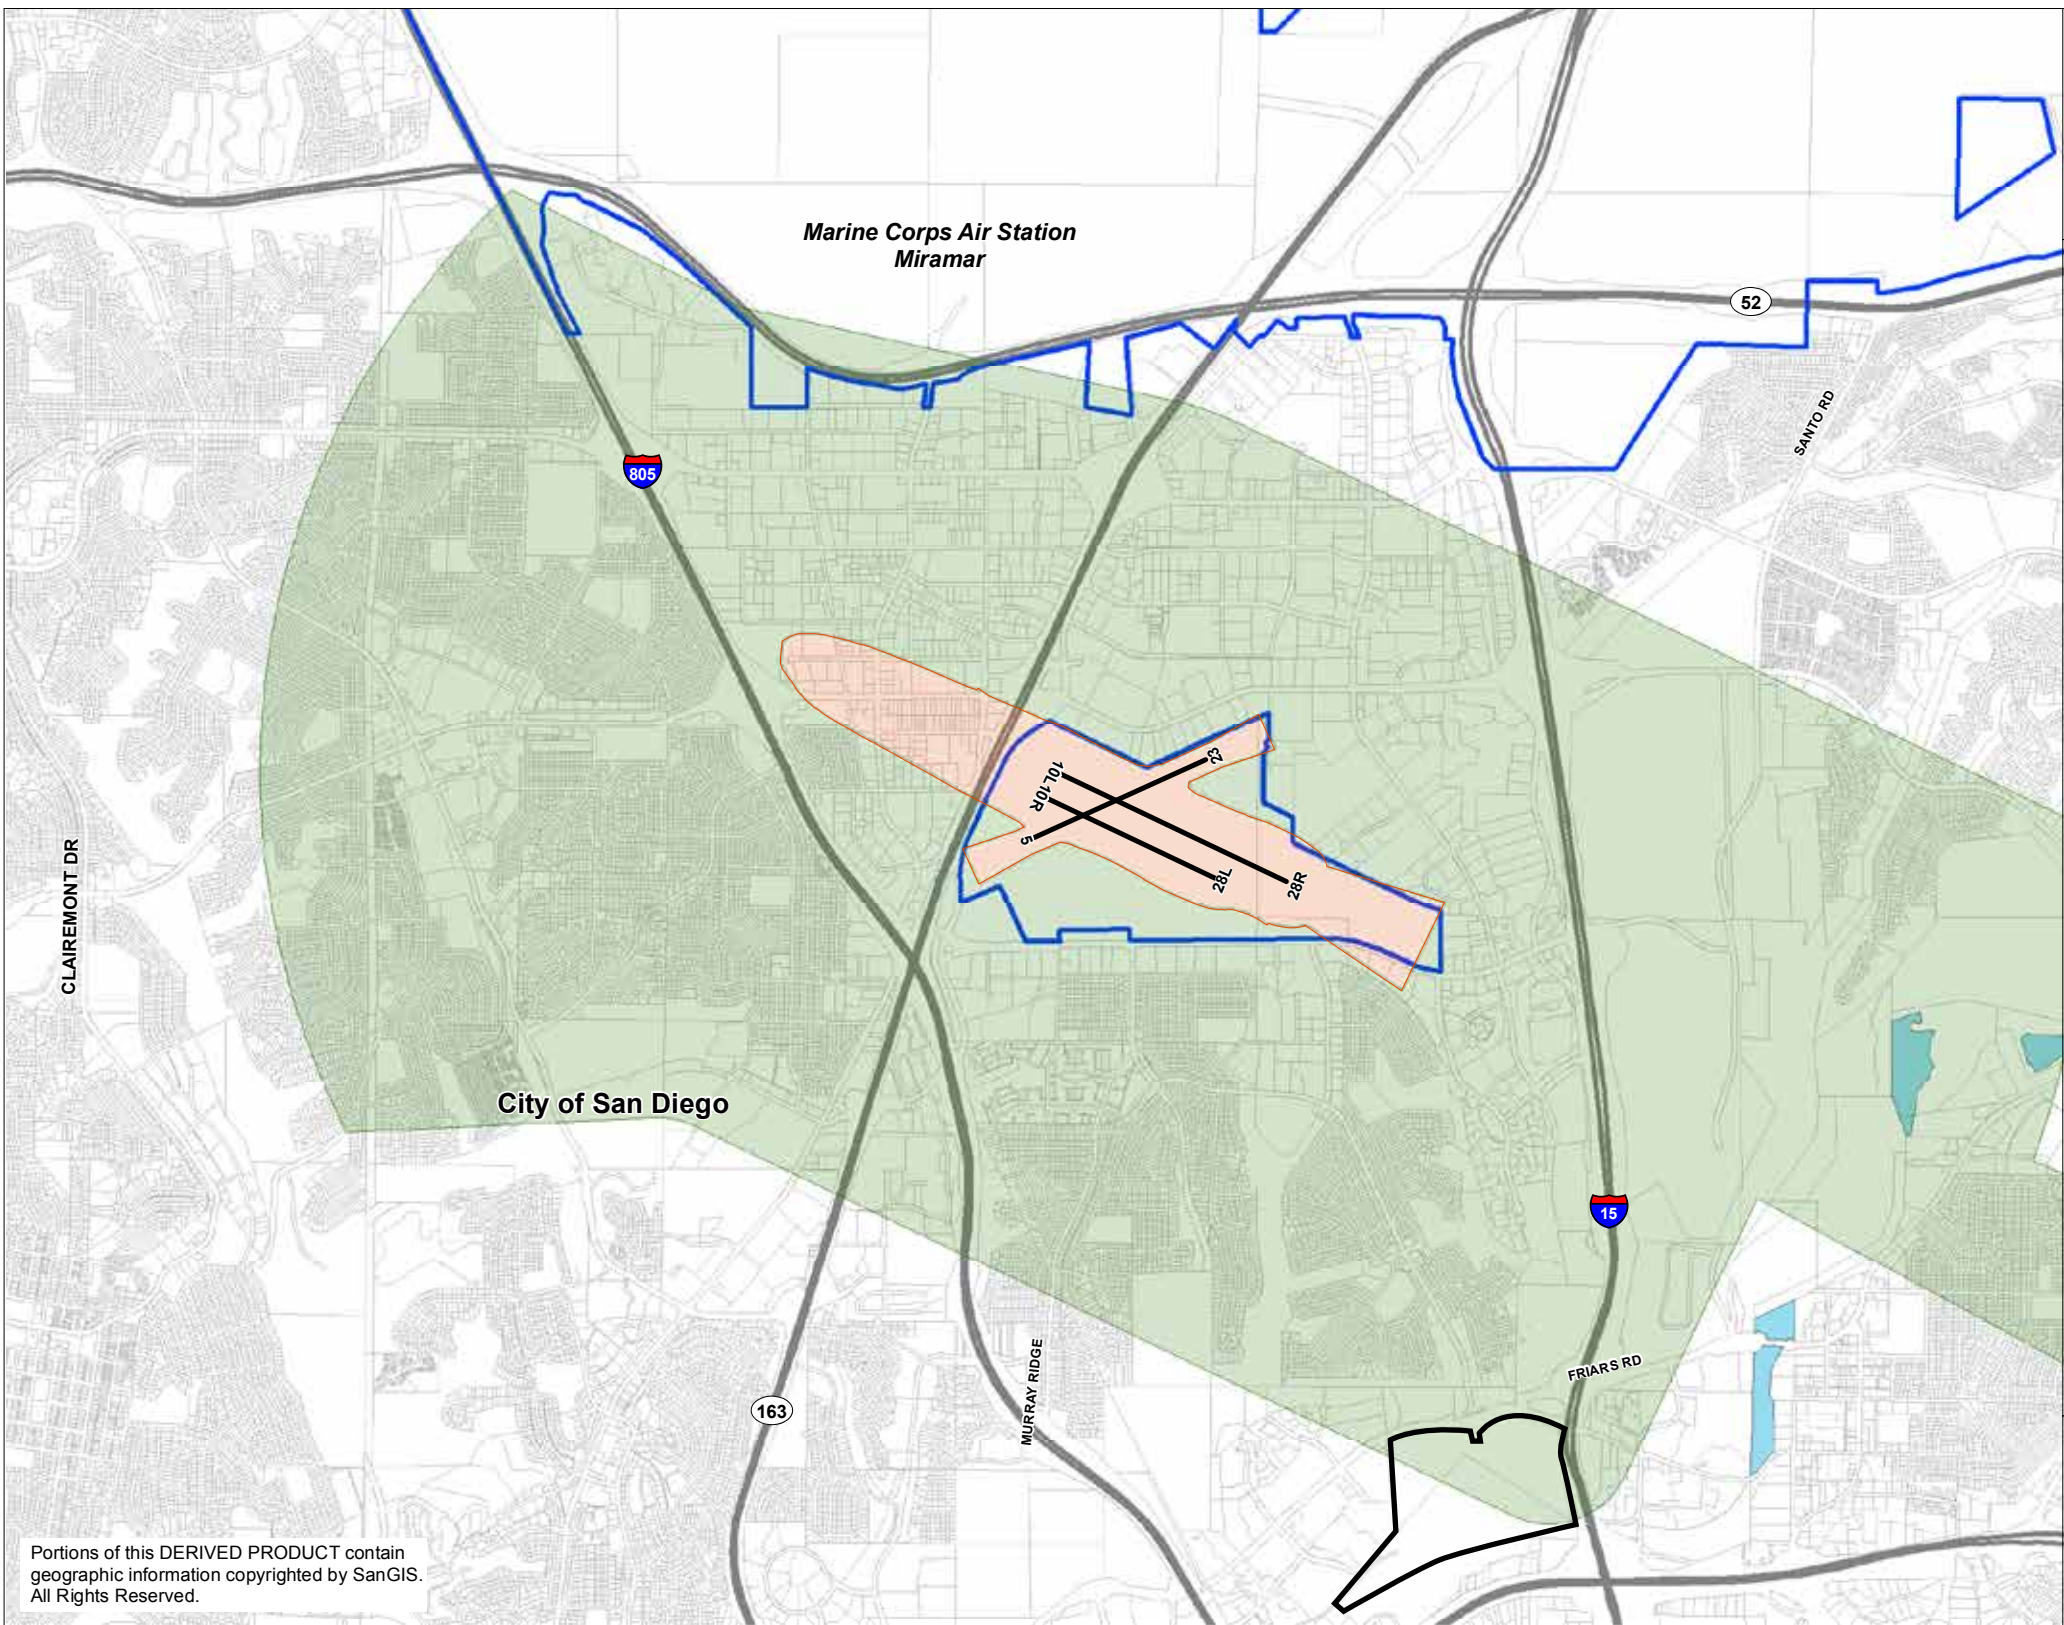 Marine Corps Air Station
Miramar
52
SANTO RD
805
23
10L
10R
5
28L
28R
CLAIREMONT DR
City of San Diego
15
FRIARS RD
MURRAY RIDGE
163
Portions of this DERIVED PRODUCT contain
geographic information copyrighted by SanGIS.
All Rights Reserved.